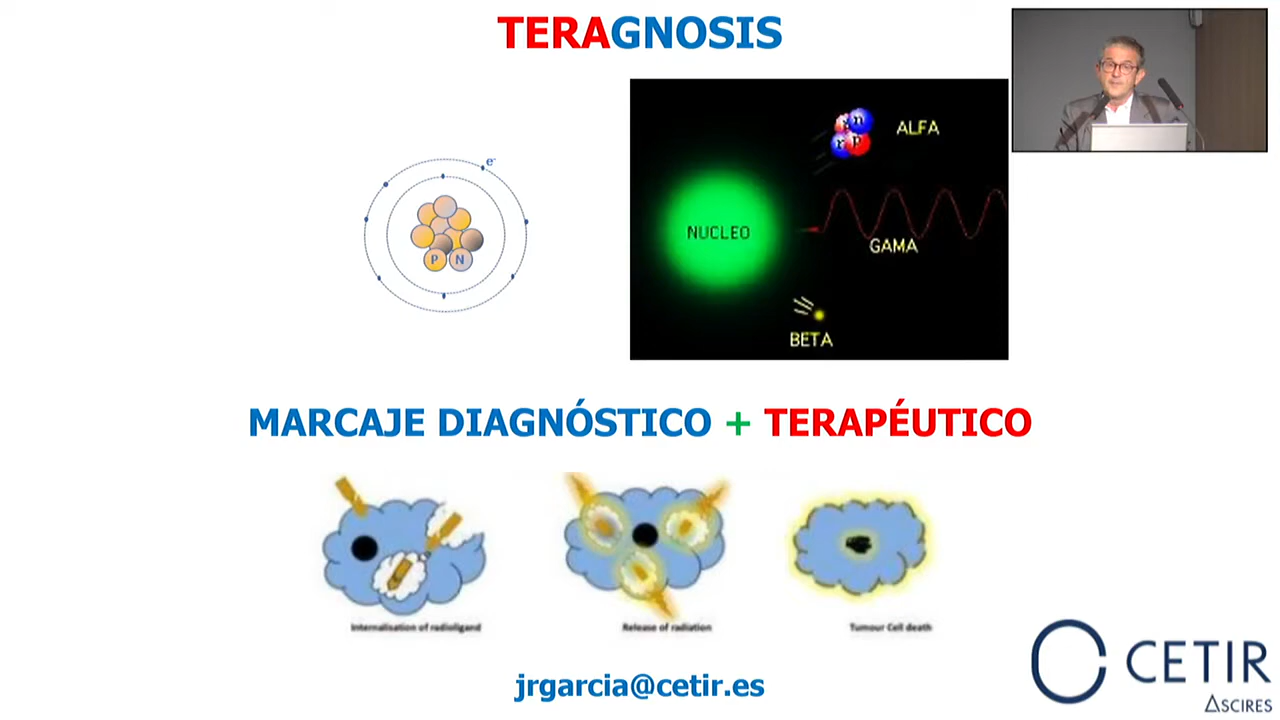 TERAGNOSIS
e-
P N
n
P
ALFA
NUCLEO
GAMA
BETA
MARCAJE DIAGNÓSTICO + TERAPÉUTICO
Internalisation of radioligand
Release of radiation
Tumour Cell death
jrgarcia@cetir.es
CETIR
ASCIRES